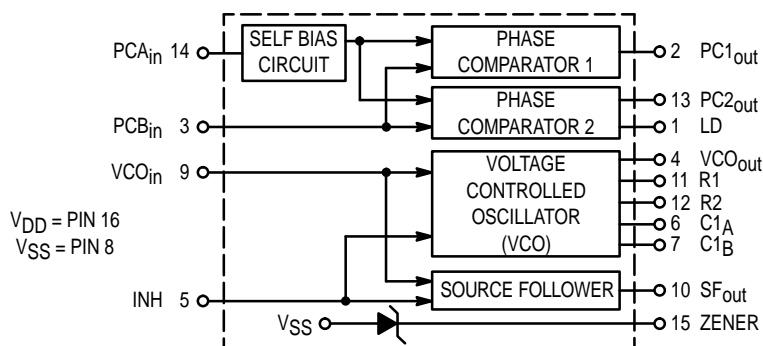 PCAin 14
SELF BIAS
CIRCUIT
PHASE
COMPARATOR 1
2 PC1out
PCBin 3
PHASE
COMPARATOR 2
13 PC2out
1 LD
VCOin 9
VOLTAGE
CONTROLLED
OSCILLATOR
(VCO)
4 VCOout
11 R1
12 R2
6 C1A
7 C1B
VDD = PIN 16
VSS = PIN 8
INH 5
SOURCE FOLLOWER
10 SFout
VSS
15 ZENER